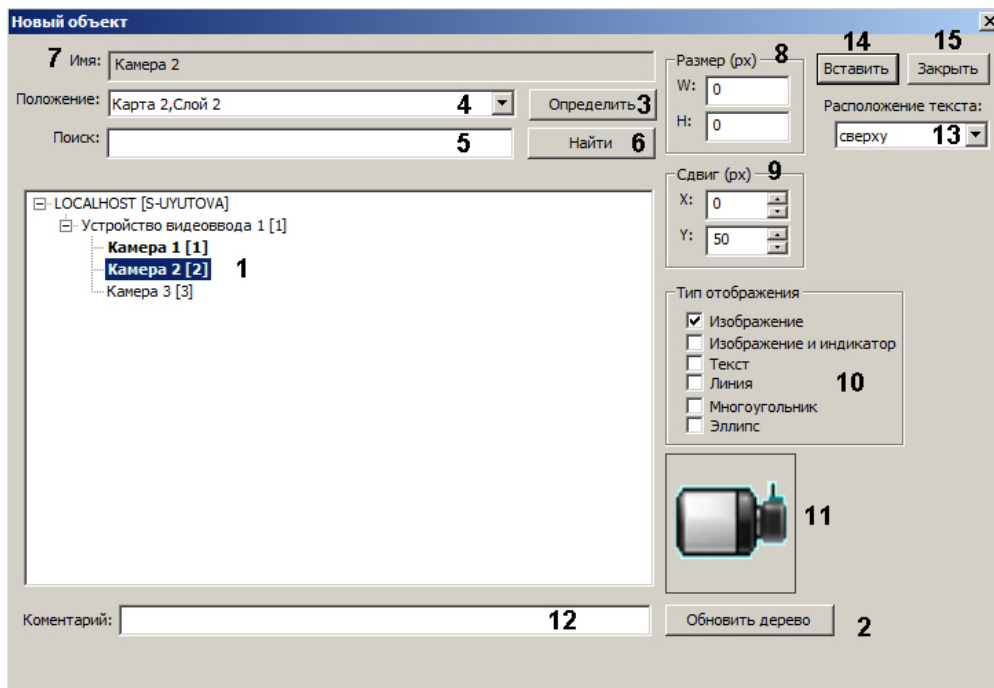 Новый объект
7 Имя: Камера 2
Положение: Карта 2,Слой 2 4 Определить 3
Поиск: 5 Найти 6
LOCALHOST [S-UYUTOVA]
Устройство видеоввода 1 [1]
Камера 1 [1]
Камера 2 [2] 1
Камера 3 [3]
Коментарий: 12
Размер (px) 8
W: 0
H: 0
Сдвиг (px) 9
X: 0
Y: 50
Тип отображения
Изображение
Изображение и индикатор
Текст
Линия
Многоугольник
Эллипс
10
11
Обновить дерево 2
14 15
Вставить Закрыть
Расположение текста:
сверху 13